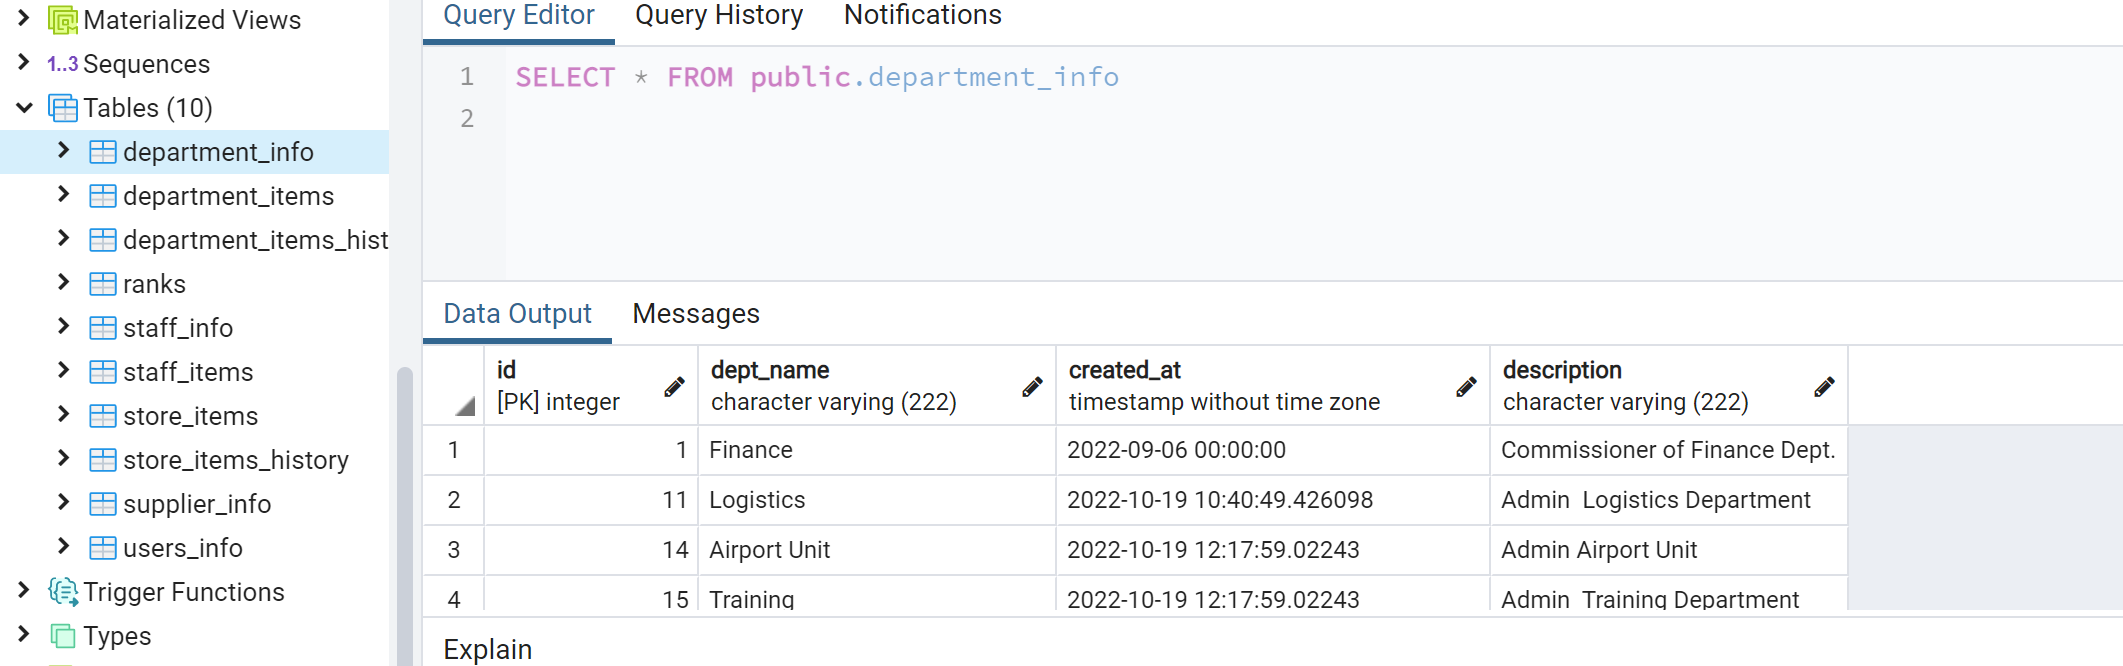 Materialized Views
1..3 Sequences
Tables (10)
department_info
department_items
department_items_hist
ranks
staff_info
staff_items
store_items
store_items_history
supplier_info
users_info
Trigger Functions
Types
Query Editor Query History Notifications
1 SELECT * FROM public.department_info
2
Data Output Messages
id dept_name created_at description
[PK] integer character varying (222) timestamp without time zone character varying (222)
1 1 Finance 2022-09-06 00:00:00 Commissioner of Finance Dept.
2 11 Logistics 2022-10-19 10:40:49.426098 Admin  Logistics Department
3 14 Airport Unit 2022-10-19 12:17:59.02243 Admin Airport Unit
4 15 Training 2022-10-19 12:17:59.02243 Admin  Training Department
Explain